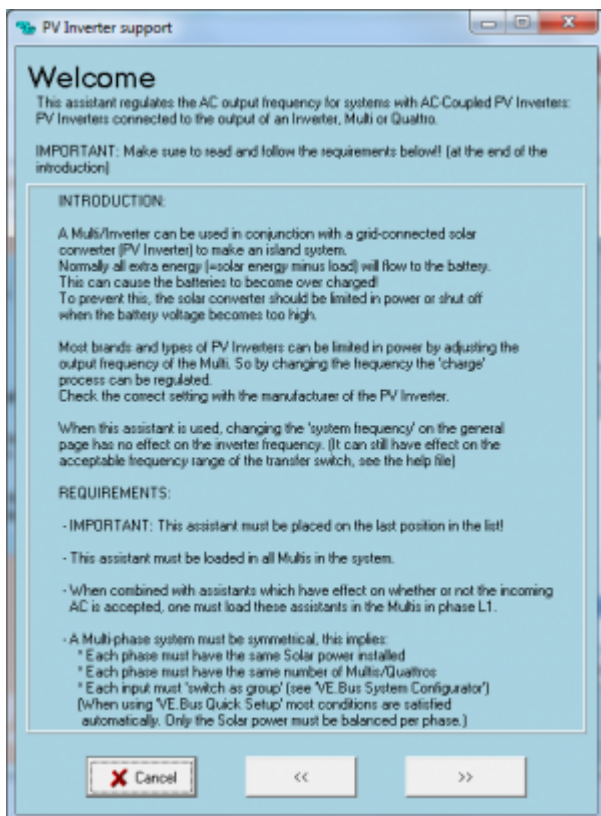 PV Inverter support
Welcome
This assistant regulates the AC output frequency for systems with AC-Coupled PV Inverters:
PV Inverters connected to the output of an Inverter, Multi or Quattro.
IMPORTANT: Make sure to read and follow the requirements below!! (at the end of the
introduction)
INTRODUCTION:
A Multi/Inverter can be used in conjunction with a grid-connected solar
converter (PV Inverter) to make an island system.
Normally all extra energy (=solar energy minus load) will flow to the battery.
This can cause the batteries to become over charged!
To prevent this, the solar converter should be limited in power or shut off
when the battery voltage becomes too high.
Most brands and types of PV Inverters can be limited in power by adjusting the
output frequency of the Multi. So by changing the frequency the 'charge'
process can be regulated.
Check the correct setting with the manufacturer of the PV Inverter.
When this assistant is used, changing the 'system frequency' on the general
page has no effect on the inverter frequency. (It can still have effect on the
acceptable frequency range of the transfer switch, see the help file)
REQUIREMENTS:
- IMPORTANT: This assistant must be placed on the last position in the list!
- This assistant must be loaded in all Multis in the system.
- When combined with assistants which have effect on whether or not the incoming
AC is accepted, one must load these assistants in the Multis in phase L1.
- A Multi-phase system must be symmetrical, this implies:
* Each phase must have the same Solar power installed
* Each phase must have the same number of Multis/Quattros
* Each input must 'switch as group' (see 'VE.Bus System Configurator')
(When using 'VE.Bus Quick Setup' most conditions are satisfied
automatically. Only the Solar power must be balanced per phase.)
Cancel << >>